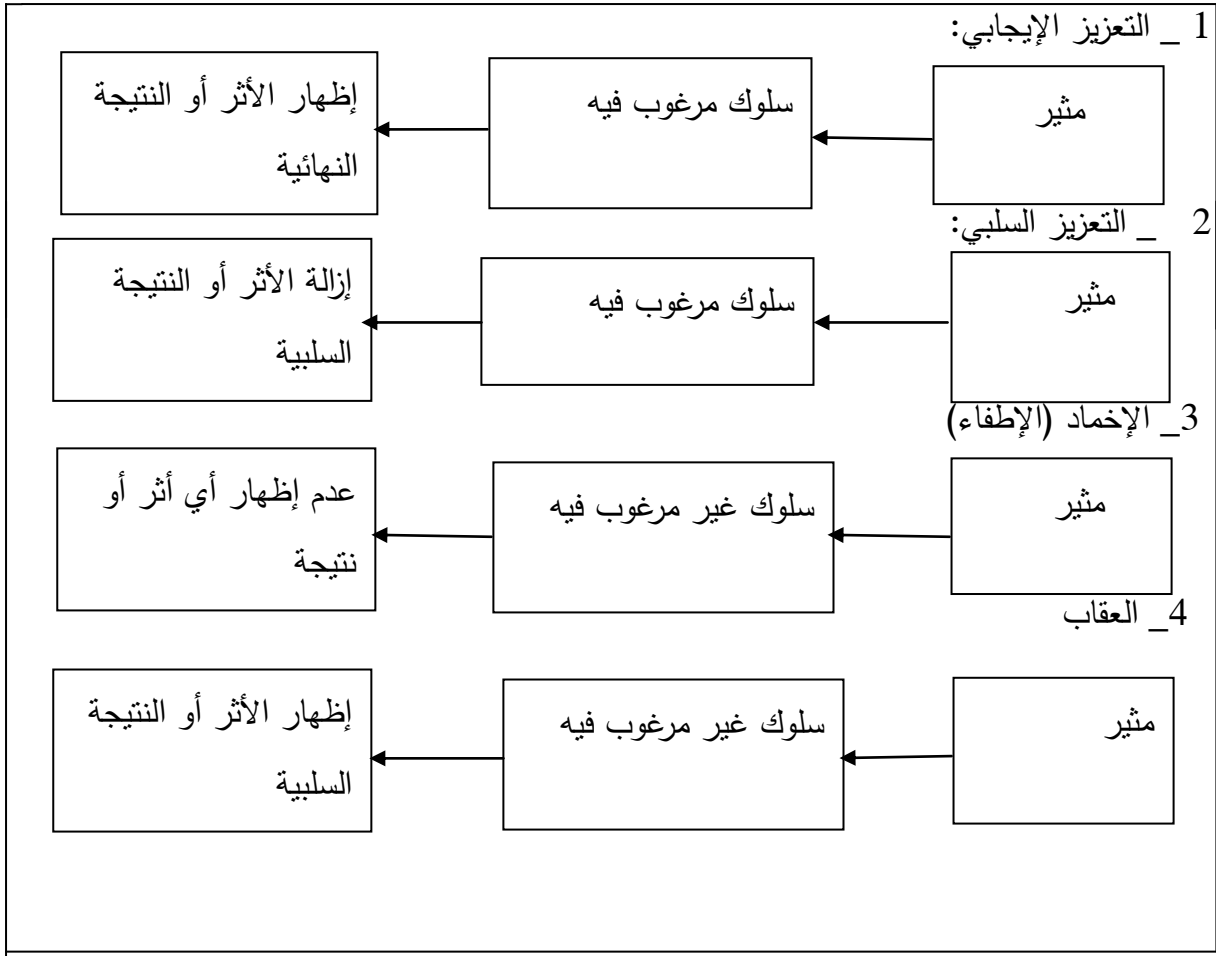 1 _ التعزيز الإيجابي:
مثير
سلوك مرغوب فيه
إظهار الأثر أو النتيجة
النهائية
2 _ التعزيز السلبي:
مثير
سلوك مرغوب فيه
إزالة الأثر أو النتيجة
السلبية
3_ الإخماد (الإطفاء)
مثير
سلوك غير مرغوب فيه
عدم إظهار أي أثر أو
نتيجة
4_ العقاب
مثير
سلوك غير مرغوب فيه
إظهار الأثر أو النتيجة
السلبية